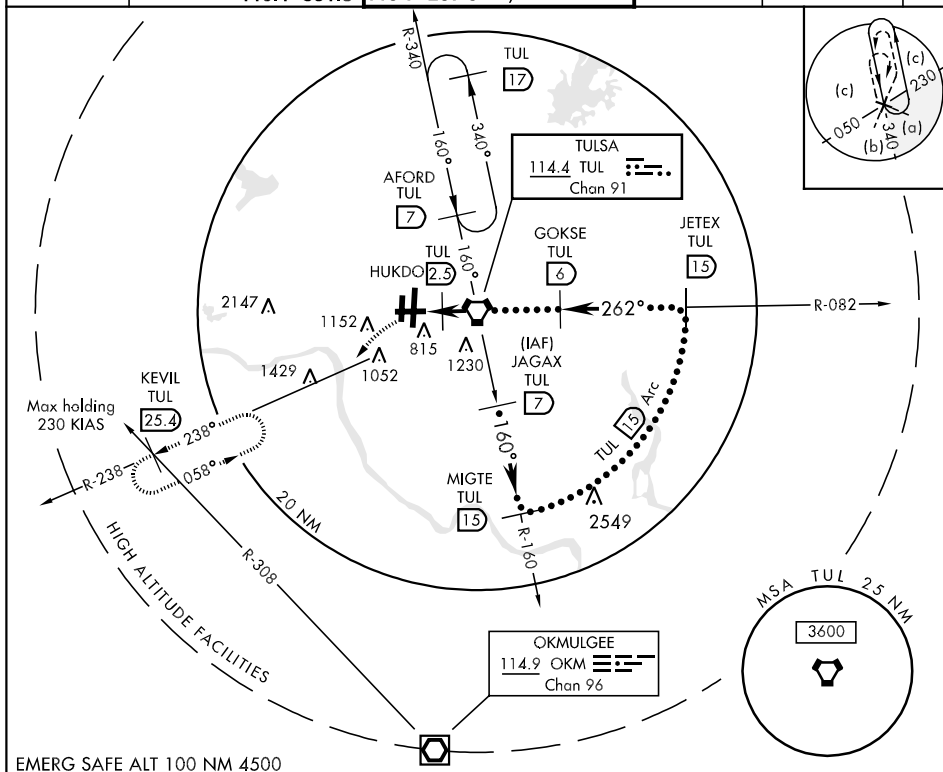 R-340
TUL
17
160°
340°
AFORD
TUL
7
160°
TULSA
114.4 TUL
Chan 91
(c)
(c)
230
050
(a)
(b)
340
HUKDO
TUL
2.5
GOKSE
TUL
6
JETEX
TUL
15
262°
R-082
2147
1152
815
1230
1429
1052
(IAF)
JAGAX
TUL
7
KEVIL
TUL
25.4
Max holding
230 KIAS
238°
058°
R-238
160°
TUL 15 Arc
MIGTE
TUL
15
2549
R-160
20 NM
R-308
HIGH ALTITUDE FACILITIES
OKMULGEE
114.9 OKM
Chan 96
MSA TUL 25 NM
3600
EMERG SAFE ALT 100 NM 4500